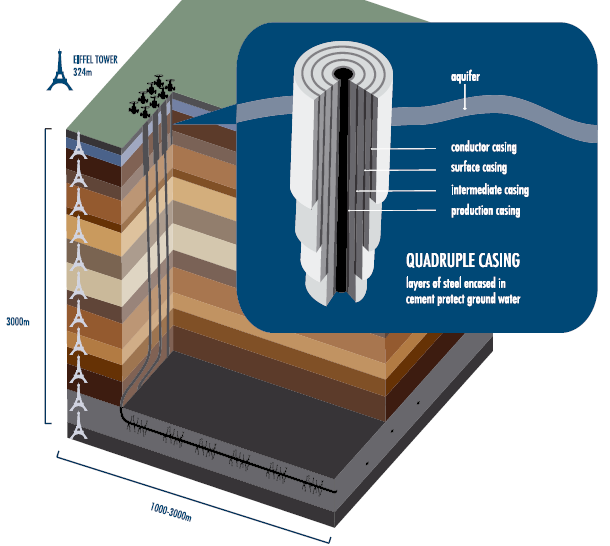 EIFFEL TOWER
324m
aquifer
conductor casing
surface casing
intermediate casing
production casing
QUADRUPLE CASING
layers of steel encased in
cement protect ground water
3000m
1000-3000m